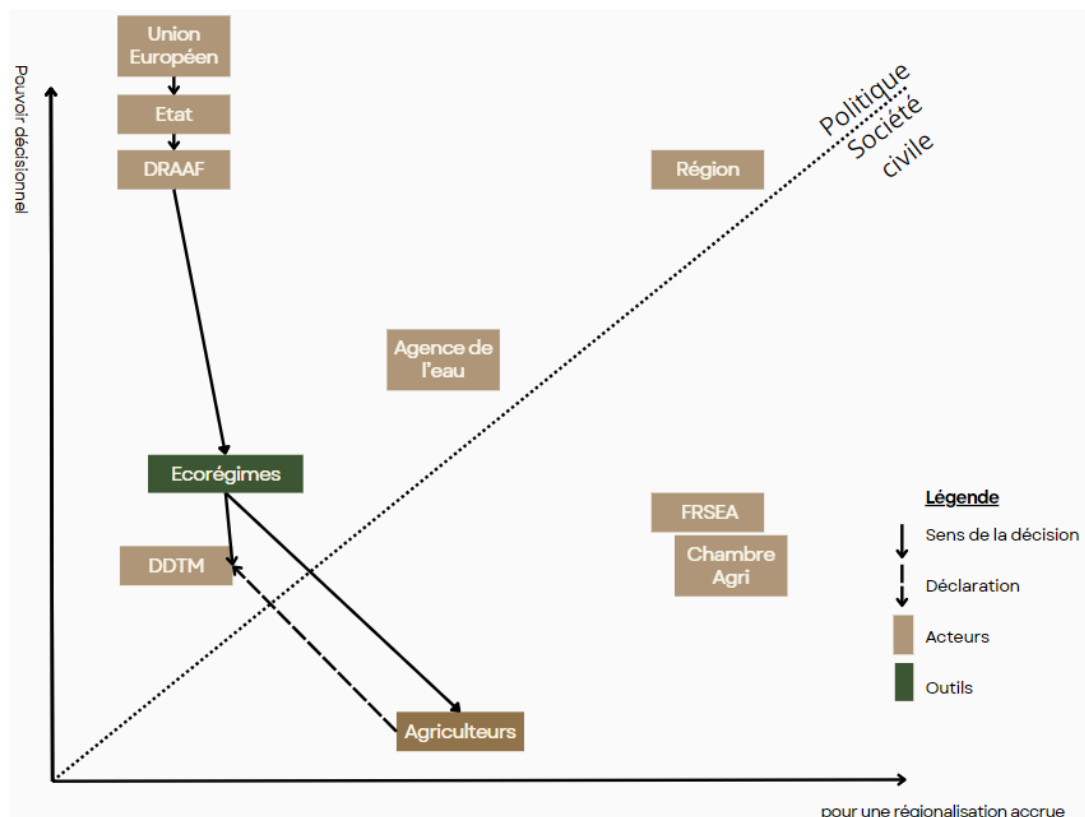 Union
Européen
Pouvoir décisionnel
Etat
DRAAF
Politique
Société
civile
Région
Agence de
l'eau
Ecorégimes
DDTM
FRSEA
Chambre
Agri
Légende
Sens de la décision
Déclaration
Acteurs
Outils
Agriculteurs
pour une régionalisation accrue